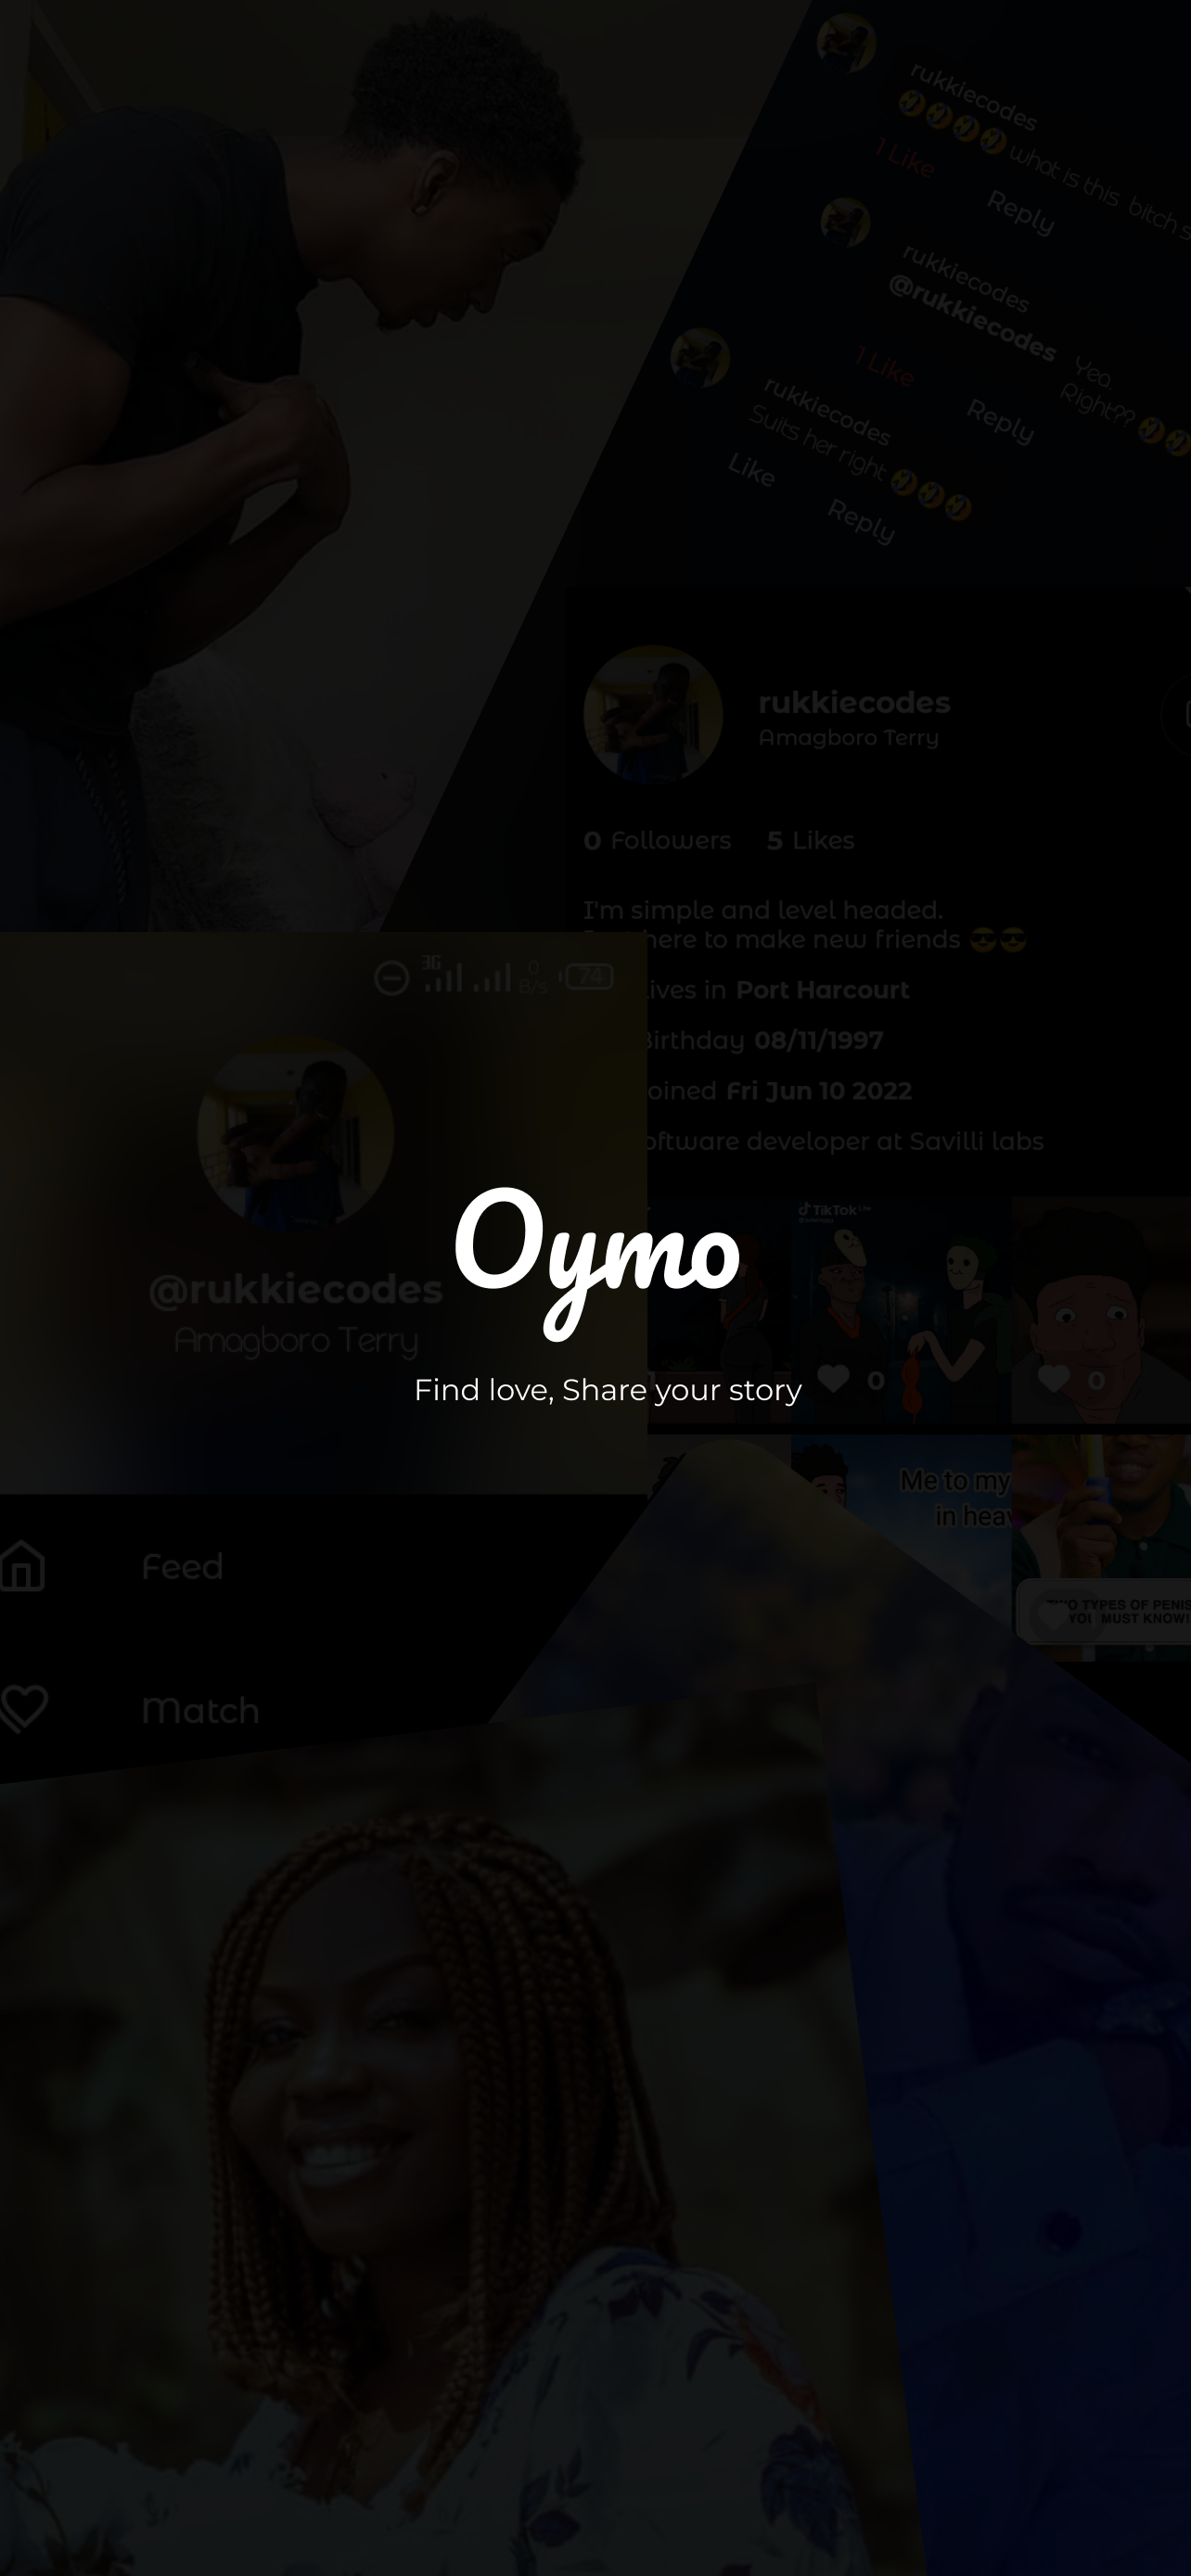 rukkiecodes
🤣🤣🤣🤣 what is this bitch s
1 Like Reply
rukkiecodes
@rukkiecodes Yea.
Right?? 🤣🤣
1 Like Reply
rukkiecodes
Suits her right 🤣🤣🤣
Like Reply
rukkiecodes
Amagboro Terry
0 Followers 5 Likes
I'm simple and level headed.
here to make new friends 😎😎
ives in Port Harcourt
Birthday 08/11/1997
oined Fri Jun 10 2022
oftware developer at Savilli labs
3G 0 B/s 74
@rukkiecodes
Amagboro Terry
Oymo
Find love, Share your story
TikTok Lite
0 0
Me to my
in heav
TWO TYPES OF PENIS
YOU MUST KNOW!
Feed
Match